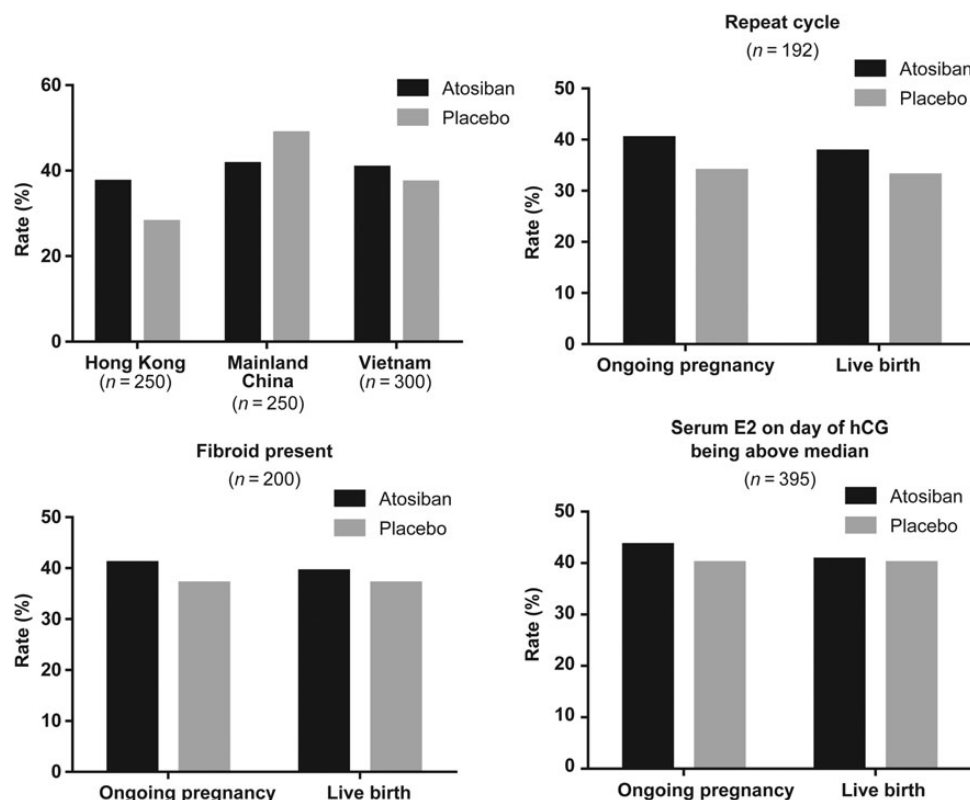 60
40
20
0
Rate (%)
Atosiban
Placebo
Hong Kong
(n = 250)
Mainland
China
(n = 250)
Vietnam
(n = 300)
Repeat cycle
(n = 192)
Atosiban
Placebo
50
40
30
20
10
0
Rate (%)
Ongoing pregnancy
Live birth
Fibroid present
(n = 200)
Atosiban
Placebo
50
40
30
20
10
0
Rate (%)
Ongoing pregnancy
Live birth
Serum E2 on day of hCG
being above median
(n = 395)
Atosiban
Placebo
50
40
30
20
10
0
Rate (%)
Ongoing pregnancy
Live birth